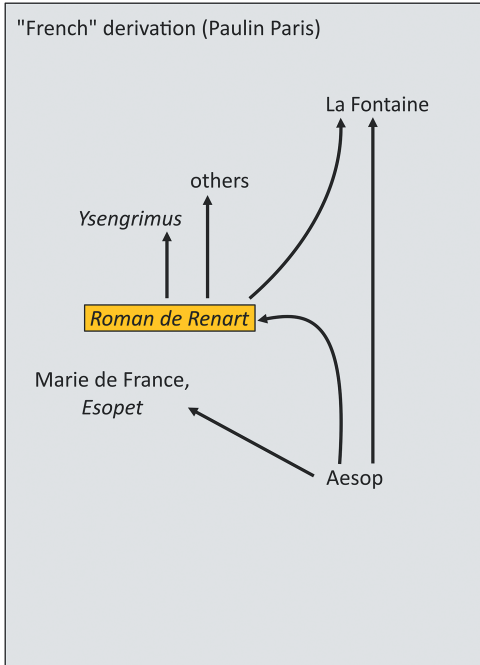 "French" derivation (Paulin Paris)
La Fontaine
others
Ysengrimus
Roman de Renart
Marie de France,
Esopet
Aesop